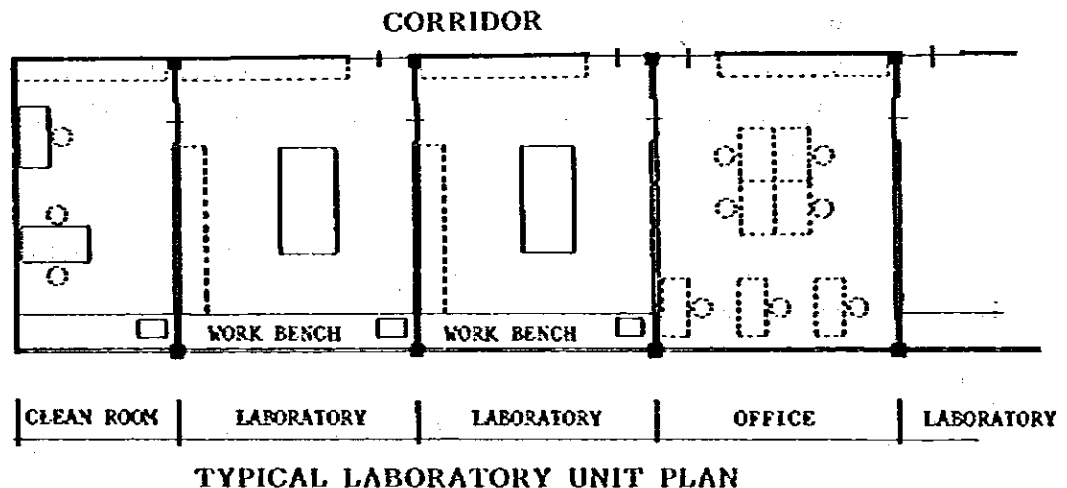 CORRIDOR
WORK BENCH WORK BENCH
CLEAN ROOM LABORATORY LABORATORY OFFICE LABORATORY
TYPICAL LABORATORY UNIT PLAN